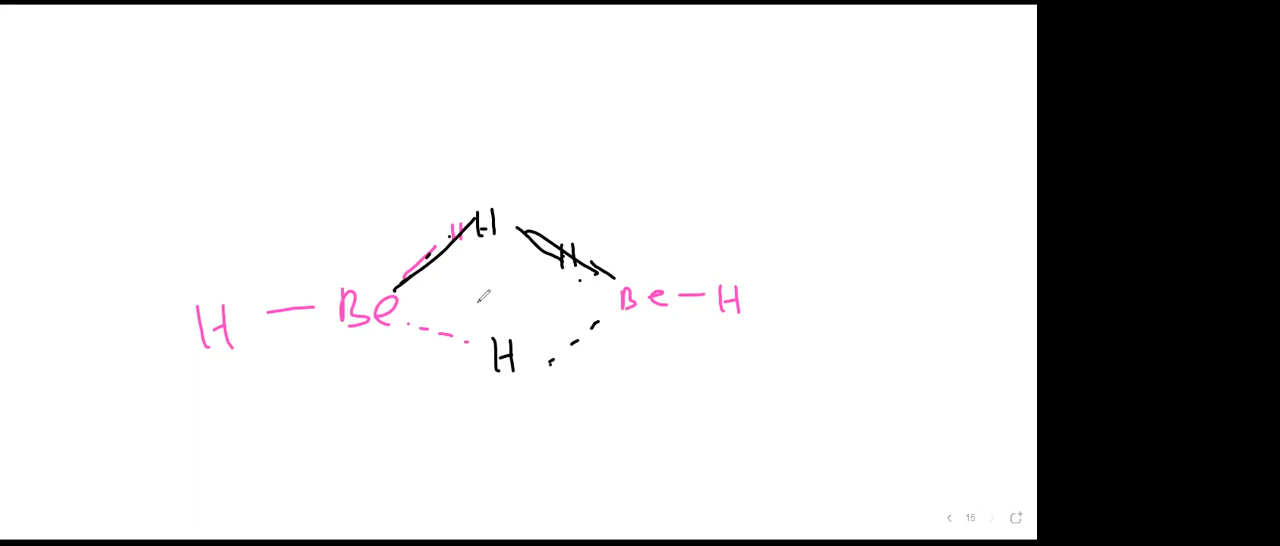 H
H H
H — Be Be — H
H
15